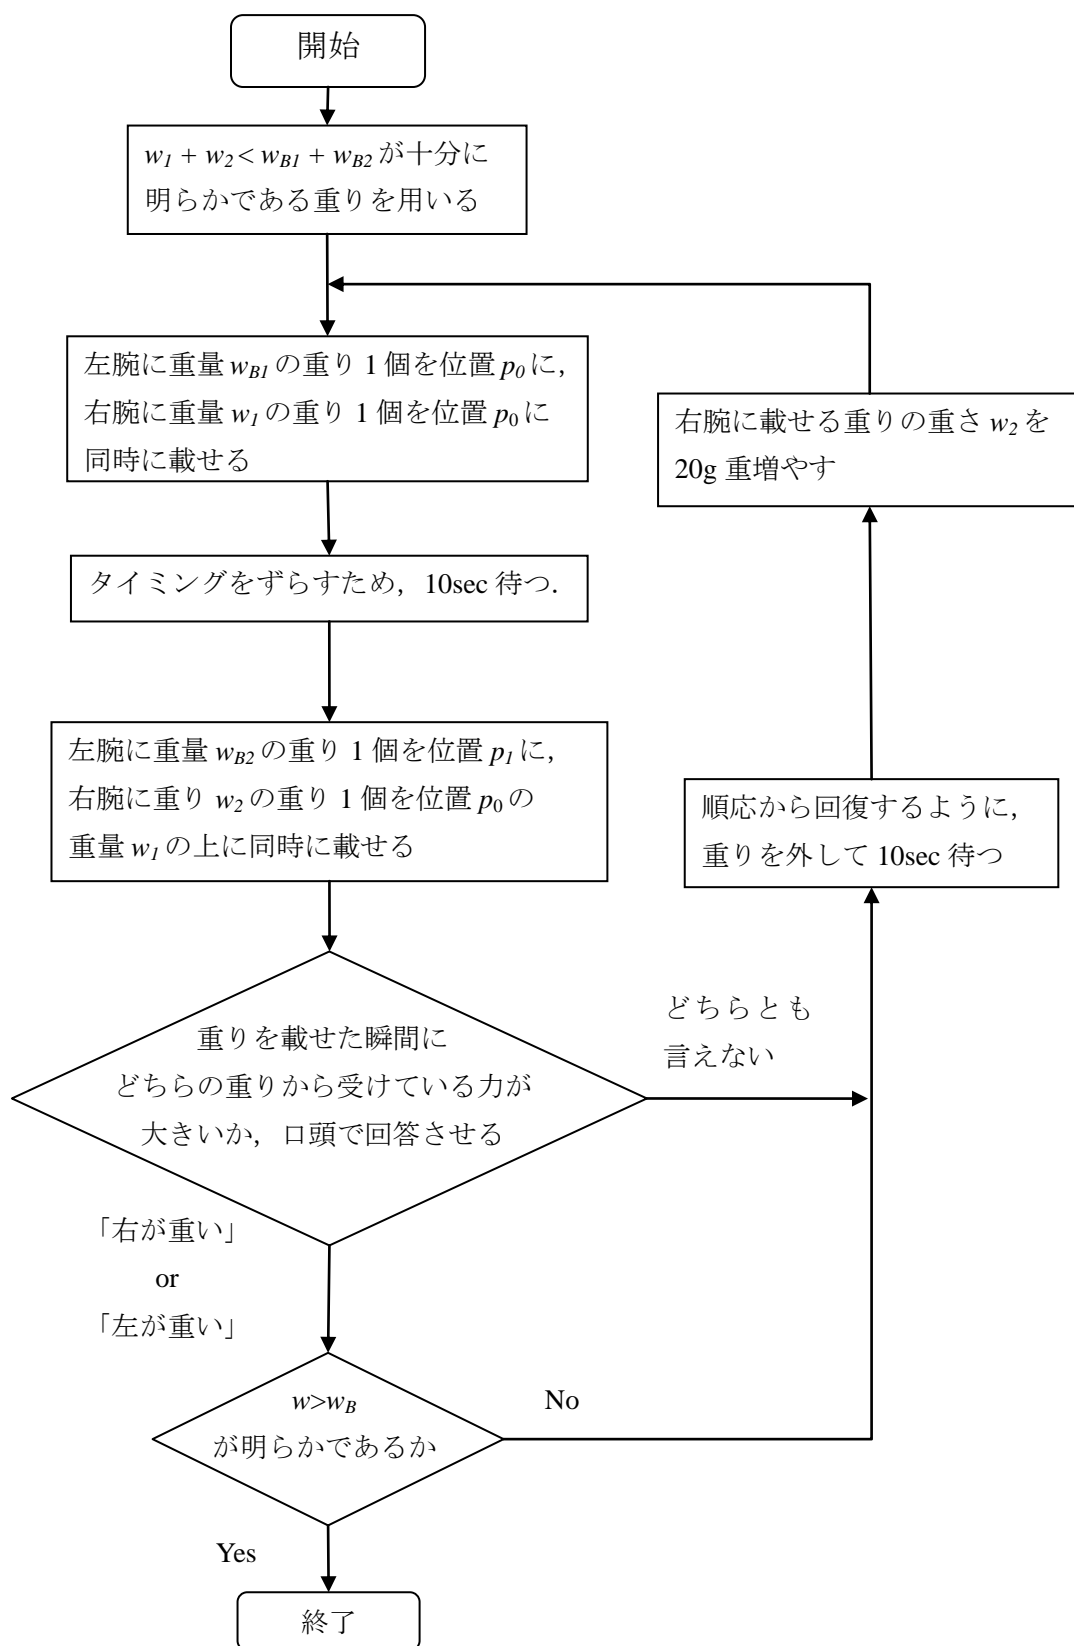 開始
w1 + w2 < wB1 + wB2 が十分に
明らかである重りを用いる
左腕に重量 wB1 の重り 1 個を位置 p0 に,
右腕に重量 w1 の重り 1 個を位置 p0 に
同時に載せる
右腕に載せる重りの重さ w2 を
20g 重増やす
タイミングをずらすため，10sec 待つ.
左腕に重量 wB2 の重り 1 個を位置 p1 に,
右腕に重り w2 の重り 1 個を位置 p0 の
重量 w1 の上に同時に載せる
順応から回復するように,
重りを外して 10sec 待つ
重りを載せた瞬間に
どちらの重りから受けている力が
大きいか，口頭で回答させる
どちらとも
言えない
「右が重い」
or
「左が重い」
w>wB
が明らかであるか
No
Yes
終了